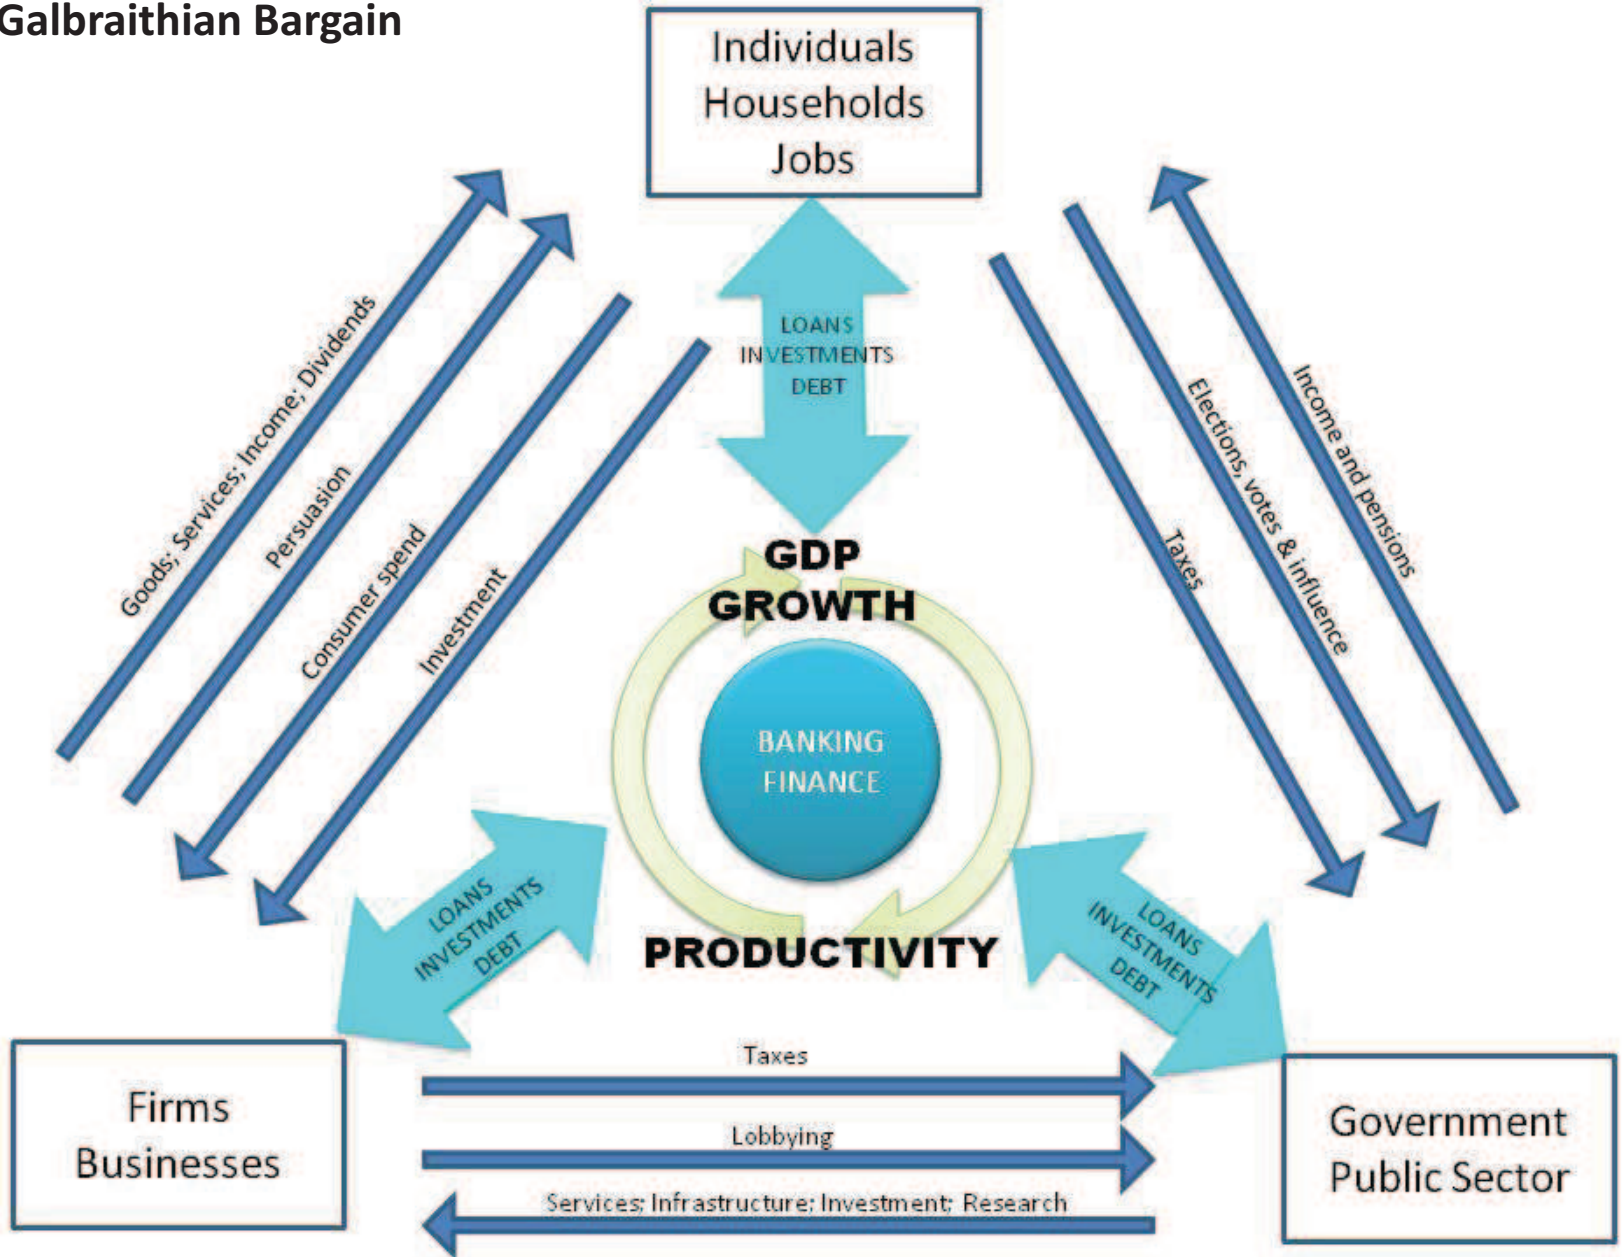 Galbraithian Bargain
Individuals
Households
Jobs
LOANS
INVESTMENTS
DEBT
Goods; Services; Income; Dividends
Persuasion
Consumer spend
Investment
Taxes
Elections, votes & influence
Income and pensions
GDP
GROWTH
BANKING
FINANCE
PRODUCTIVITY
LOANS
INVESTMENTS
DEBT
LOANS
INVESTMENTS
DEBT
Firms
Businesses
Taxes
Lobbying
Services; Infrastructure; Investment; Research
Government
Public Sector